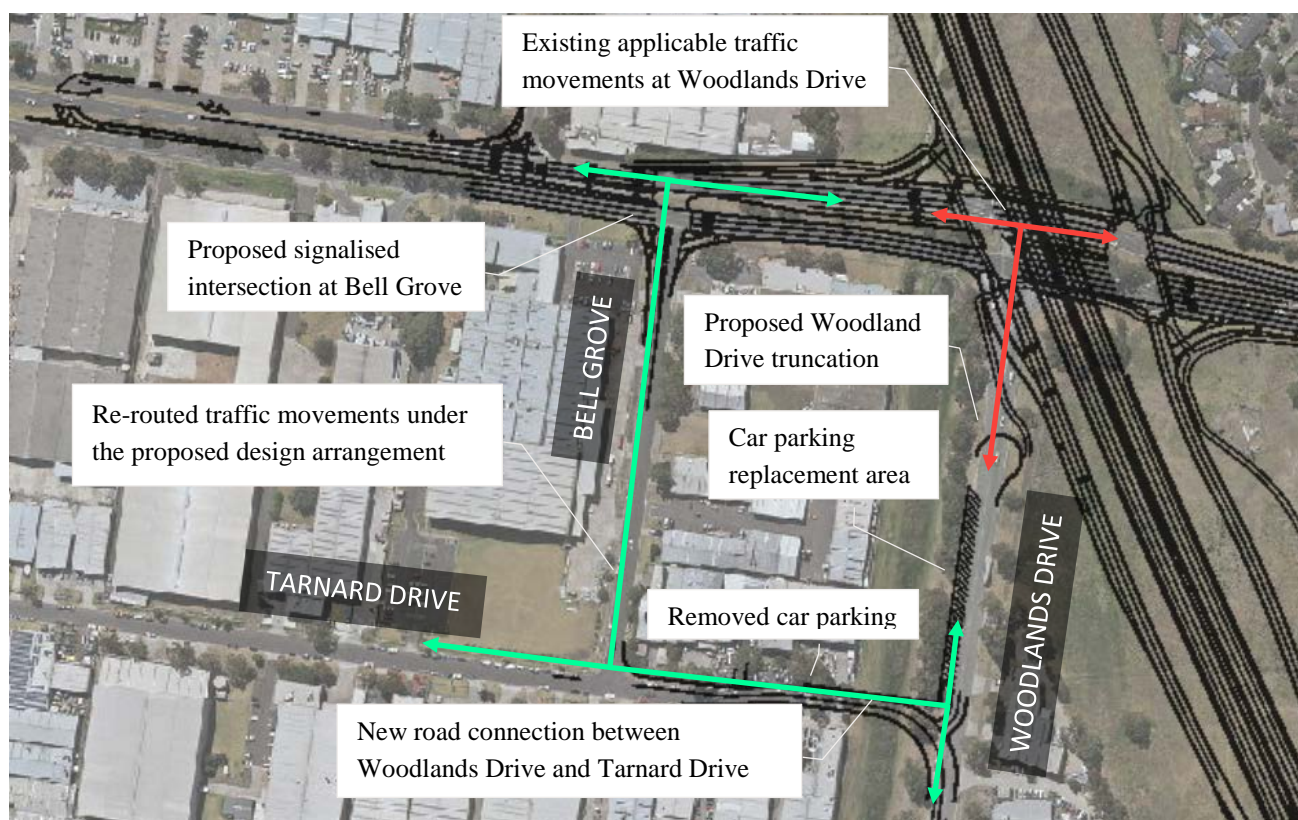 Existing applicable traffic
movements at Woodlands Drive
Proposed signalised
intersection at Bell Grove
BELL GROVE
Proposed Woodland
Drive truncation
Re-routed traffic movements under
the proposed design arrangement
Car parking
replacement area
TARNARD DRIVE
Removed car parking
WOODLANDS DRIVE
New road connection between
Woodlands Drive and Tarnard Drive